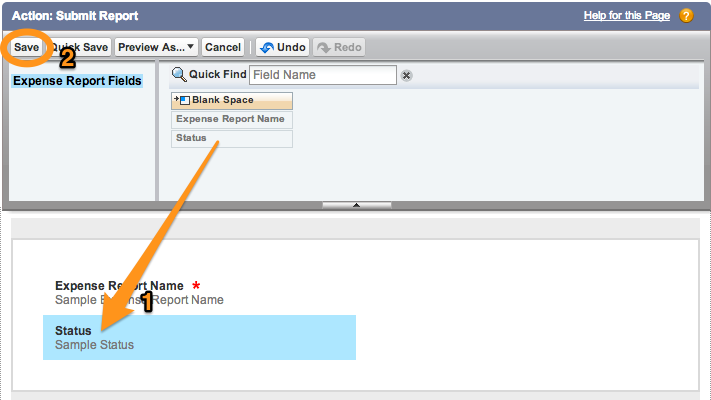 Action: Submit Report
Help for this Page ?
Save Quick Save Preview As... Cancel Undo Redo
2
Expense Report Fields
Quick Find Field Name
Blank Space
Expense Report Name
Status
Expense Report Name *
Sample Expense Report Name
1
Status
Sample Status